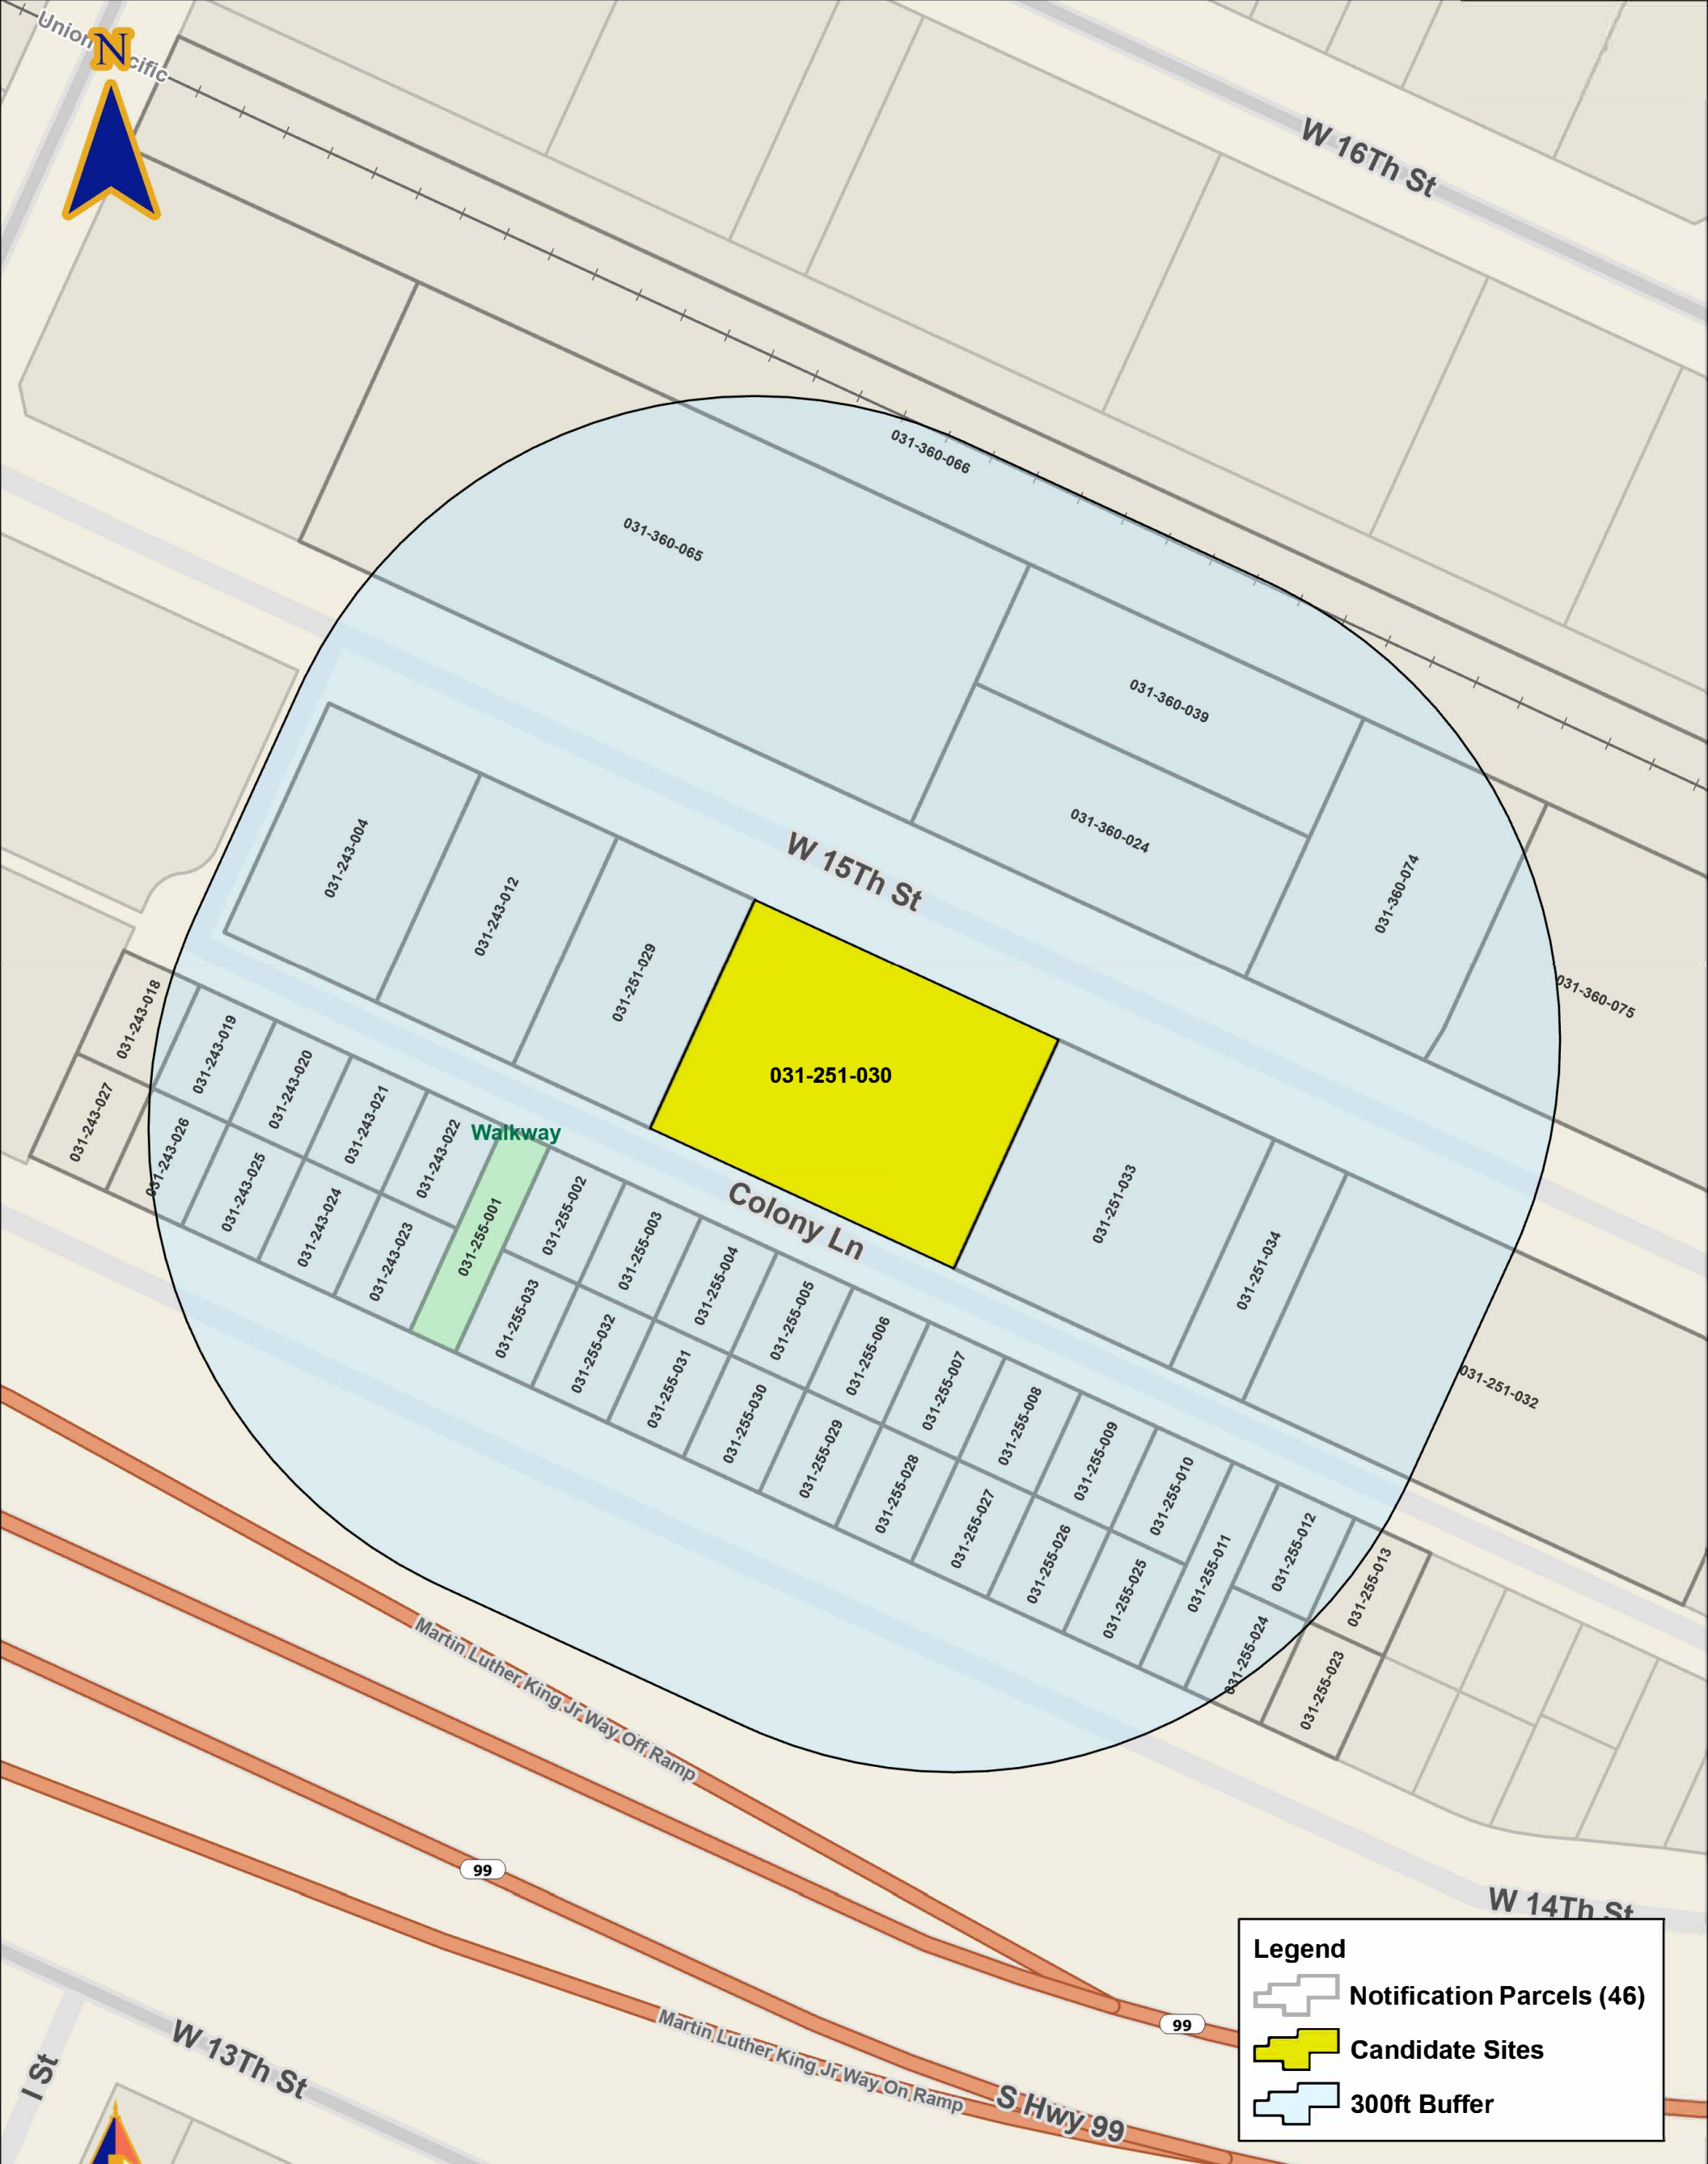 Union
cific
N
W 16Th St
031-360-066
031-360-065
031-360-039
031-360-024
031-360-074
031-360-075
W 15Th St
031-243-004
031-243-012
031-251-029
031-251-030
031-251-033
031-251-034
031-251-032
Colony Ln
Walkway
031-243-018
031-243-019
031-243-020
031-243-021
031-243-022
031-243-027
031-243-026
031-243-025
031-243-024
031-243-023
031-255-001
031-255-002
031-255-003
031-255-004
031-255-005
031-255-006
031-255-007
031-255-008
031-255-009
031-255-010
031-255-011
031-255-012
031-255-013
031-255-033
031-255-032
031-255-031
031-255-030
031-255-029
031-255-028
031-255-027
031-255-026
031-255-025
031-255-024
031-255-023
Martin Luther King Jr Way Off Ramp
99
W 14Th St
99
Martin Luther King Jr Way On Ramp
S Hwy 99
W 13Th St
I St
Legend
Notification Parcels (46)
Candidate Sites
300ft Buffer